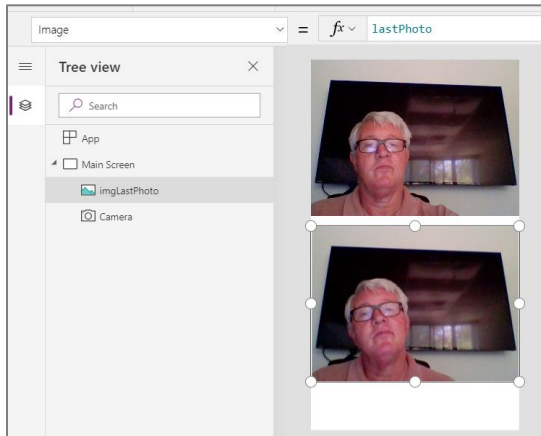 Image = fx lastPhoto
Tree view
Search
App
Main Screen
imgLastPhoto
Camera